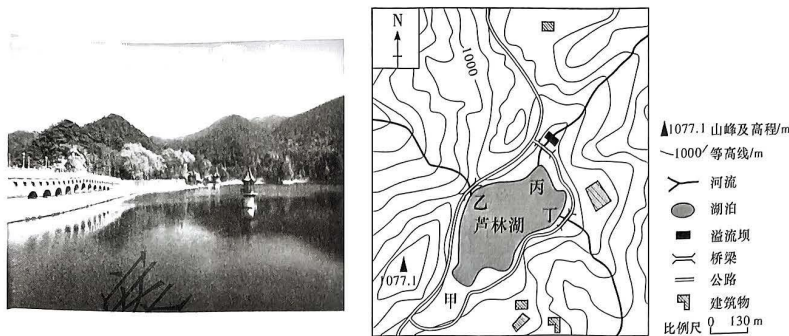 N
1000
乙
丙
丁
芦林湖
甲
1077.1
1077.1 山峰及高程/m
1000 等高线/m
河流
湖泊
溢流坝
桥梁
公路
建筑物
比例尺 0 130 m